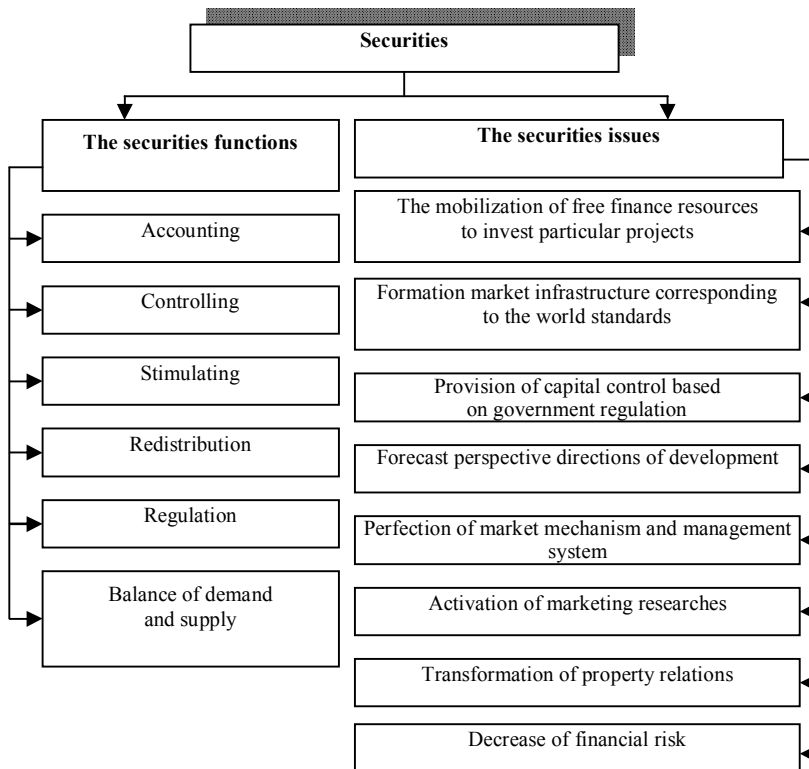 Securities
The securities functions
Accounting
Controlling
Stimulating
Redistribution
Regulation
Balance of demand
and supply
The securities issues
The mobilization of free finance resources
to invest particular projects
Formation market infrastructure corresponding
to the world standards
Provision of capital control based
on government regulation
Forecast perspective directions of development
Perfection of market mechanism and management
system
Activation of marketing researches
Transformation of property relations
Decrease of financial risk